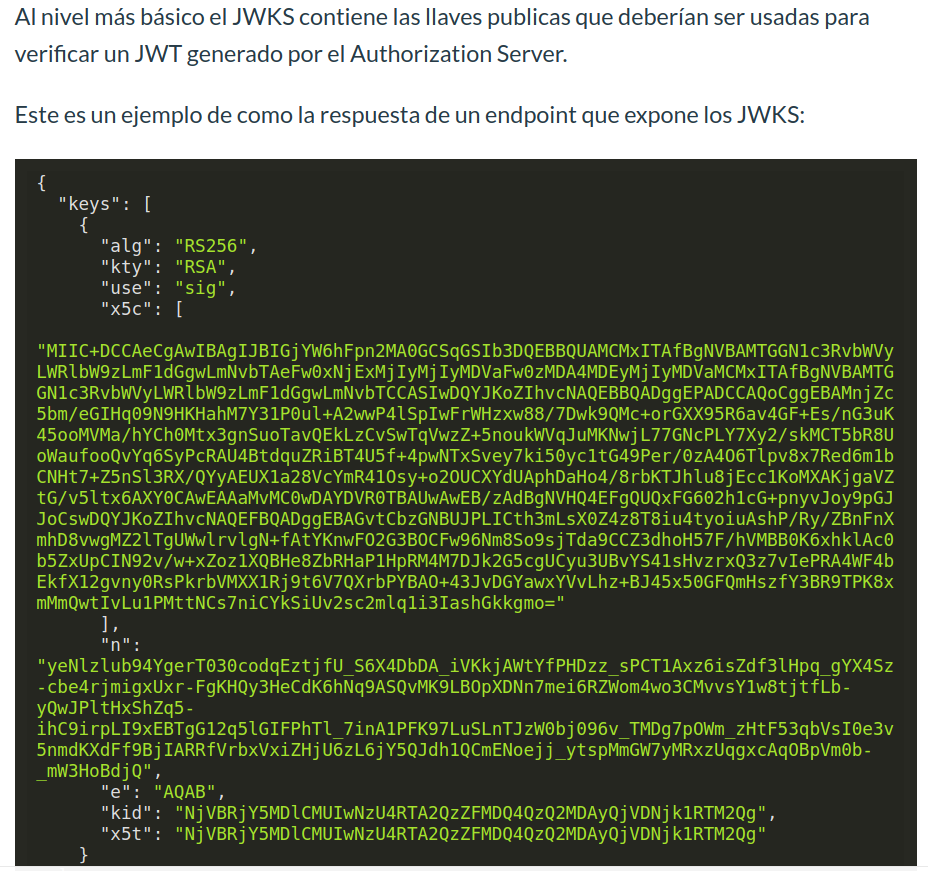 Al nivel más básico el JWKS contiene las llaves publicas que deberían ser usadas para
verificar un JWT generado por el Authorization Server.
Este es un ejemplo de como la respuesta de un endpoint que expone los JWKS:
{
"keys": [
{
"alg": "RS256",
"kty": "RSA",
"use": "sig",
"x5c": [
"MIIC+DCCAeCgAwIBAgIJBIGjYW6hFpn2MA0GCSqGSIb3DQEBBQUAMCMxITAfBgNVBAMTGGN1c3RvbWVy
LWRlbW9zLmF1dGgwLmNvbTAeFw0xNjExMjIyMjIyMDVaFw0zMDA4MDEyMjIyMDVaMCMxITAfBgNVBAMTG
GN1c3RvbWVyLWRlbW9zLmF1dGgwLmNvbTCCASIwDQYJKoZIhvcNAQEBBQADggEPADCCAQoCggEBAMnjZc
5bm/eGIHq09N9HKHahM7Y31P0ul+A2wwP4lSpIwFrWHzxw88/7Dwk9QMc+orGXX95R6av4GF+Es/nG3uK
45ooMVMa/hYCh0Mtx3gnSuoTavQEkLzCvSwTqVwzZ+5noukWVqJuMKNwjL77GNcPLY7Xy2/skMCT5bR8U
oWaufooQvYq6SyPcRAU4BtdquZRiBT4U5f+4pwNTxSvey7ki50yc1tG49Per/0zA4O6Tlpv8x7Red6m1b
CNHt7+Z5nSl3RX/QYyAEUX1a28VcYmR41Osy+o2OUCXYdUAphDaHo4/8rbKTJhlu8jEcc1KoMXAKjgaVZ
tG/v5ltx6AXY0CAwEAAaMvMC0wDAYDVR0TBAUwAwEB/zAdBgNVHQ4EFgQUQxFG602h1cG+pnyvJoy9pGJ
JoCswDQYJKoZIhvcNAQEFBQADggEBAGvtCbzGNBUJPLICth3mLsX0Z4z8T8iu4tyoiuAshP/Ry/ZBnFnX
mhD8vwgMZ2lTgUWwlrvlgN+fAtYKnwFO2G3BOCFw96Nm8So9sjTda9CCZ3dhoH57F/hVMBB0K6xhklAc0
b5ZxUpCIN92v/w+xZoz1XQBHe8ZbRHaP1HpRM4M7DJk2G5cgUCyu3UBvYS41sHvzrxQ3z7vIePRA4WF4b
EkfX12gvny0RsPkrbVMXX1Rj9t6V7QXrbPYBAO+43JvDGYawxYVvLhz+BJ45x50GFQmHszfY3BR9TPK8x
mMmQwtIvLu1PMttNCs7niCYkSiUv2sc2mlq1i3IashGkkgmo="
],
"n":
"yeNlzlub94YgerT030codqEztjfU_S6X4DbDA_iVKkjAWtYfPHDzz_sPCT1Axz6isZdf3lHpq_gYX4Sz
-cbe4rjmigxUxr-FgKHQy3HeCdK6hNq9ASQvMK9LBOpXDNn7mei6RZWom4wo3CMvvsY1w8tjtfLb-
yQwJPltHxShZq5-
ihC9irpLI9xEBTgG12q5lGIFPhTl_7inA1PFK97LuSLnTJzW0bj096v_TMDg7pOWm_zHtF53qbVsI0e3v
5nmdKXdFf9BjIARRfVrbxVxiZHjU6zL6jY5QJdh1QCmENoejj_ytspMmGW7yMRxzUqgxcAqOBpVm0b-
_mW3HoBdjQ",
"e": "AQAB",
"kid": "NjVBRjY5MDlCMUIwNzU4RTA2QzZFMDQ4QzQ2MDAyQjVDNjk1RTM2Qg",
"x5t": "NjVBRjY5MDlCMUIwNzU4RTA2QzZFMDQ4QzQ2MDAyQjVDNjk1RTM2Qg"
}